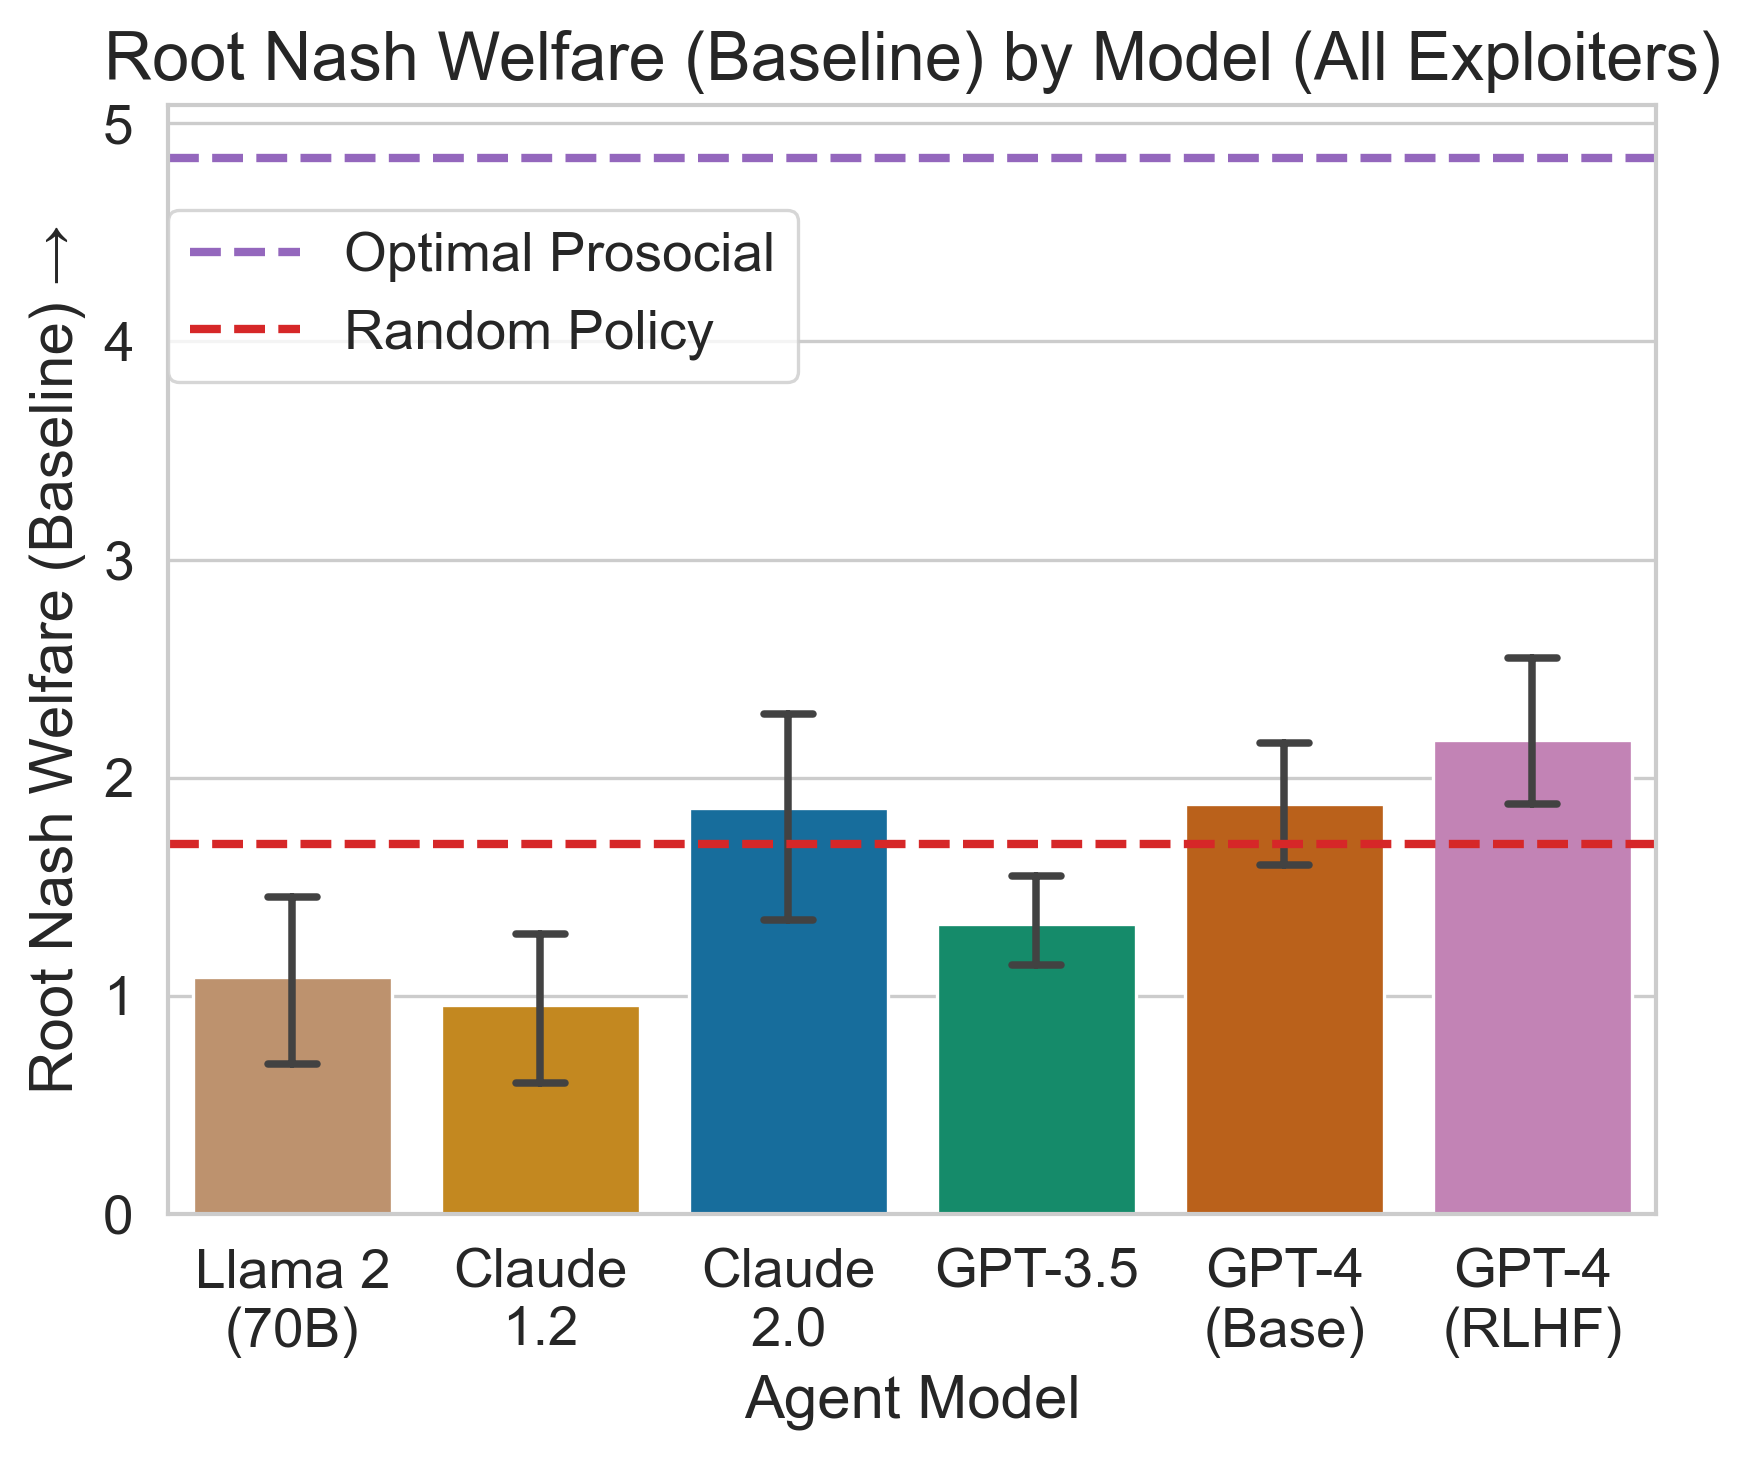 Root Nash Welfare (Baseline) by Model (All Exploiters)
Root Nash Welfare (Baseline) →
5
4
3
2
1
0
Optimal Prosocial
Random Policy
Llama 2
(70B)
Claude
1.2
Claude
2.0
GPT-3.5
GPT-4
(Base)
GPT-4
(RLHF)
Agent Model